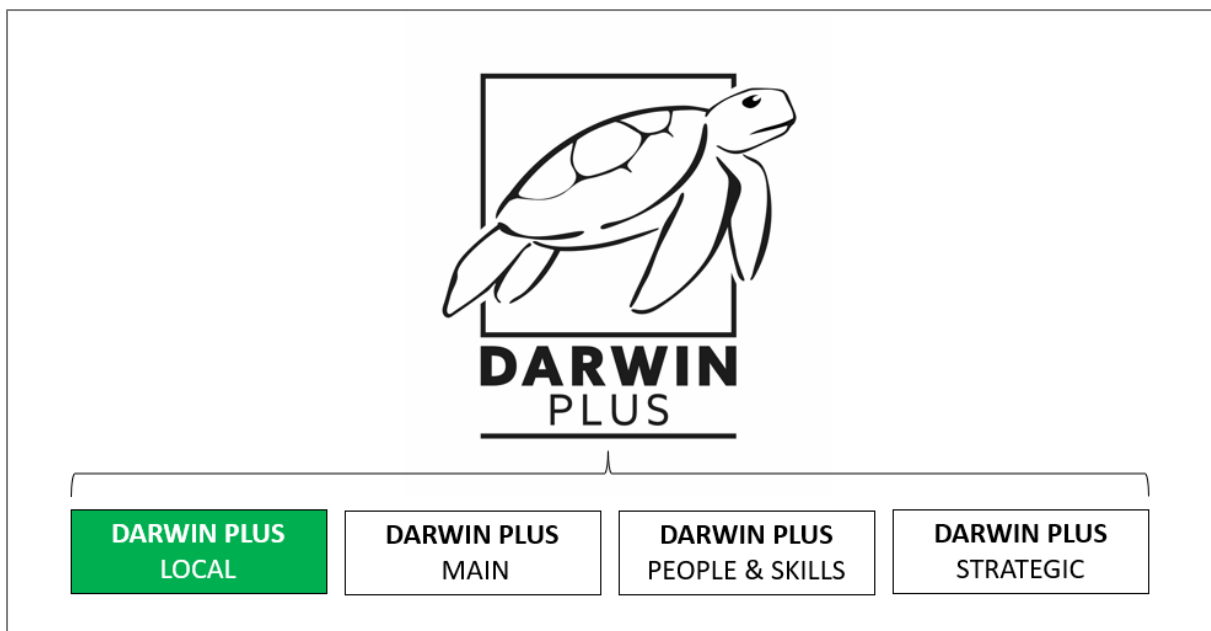 DARWIN
PLUS
DARWIN PLUS
LOCAL
DARWIN PLUS
MAIN
DARWIN PLUS
PEOPLE & SKILLS
DARWIN PLUS
STRATEGIC